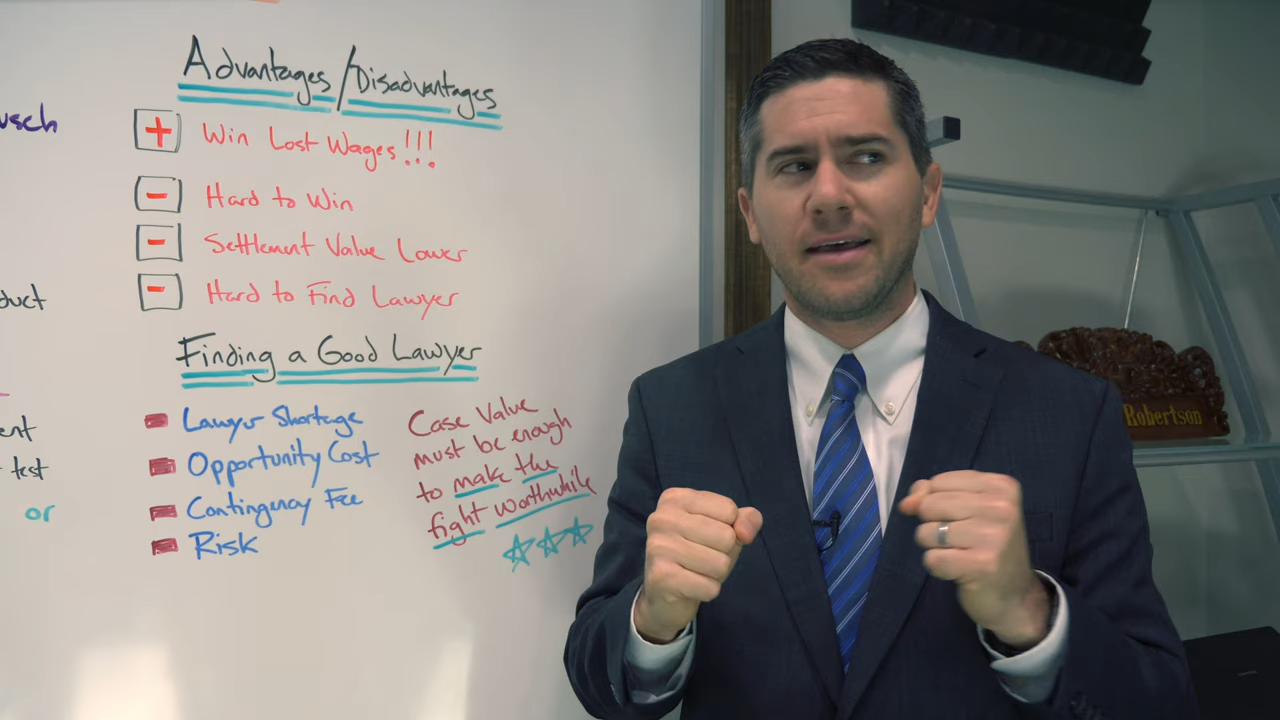 usch
duct
ent
test
or
Advantages/Disadvantages
+ Win Lost Wages!!!
- Hard to Win
- Settlement Value Lower
- Hard to Find Lawyer
Finding a Good Lawyer
Lawyer Shortage
Opportunity Cost
Contingency Fee
Risk
Case Value
must be enough
to make the
fight worthwhile
Robertson